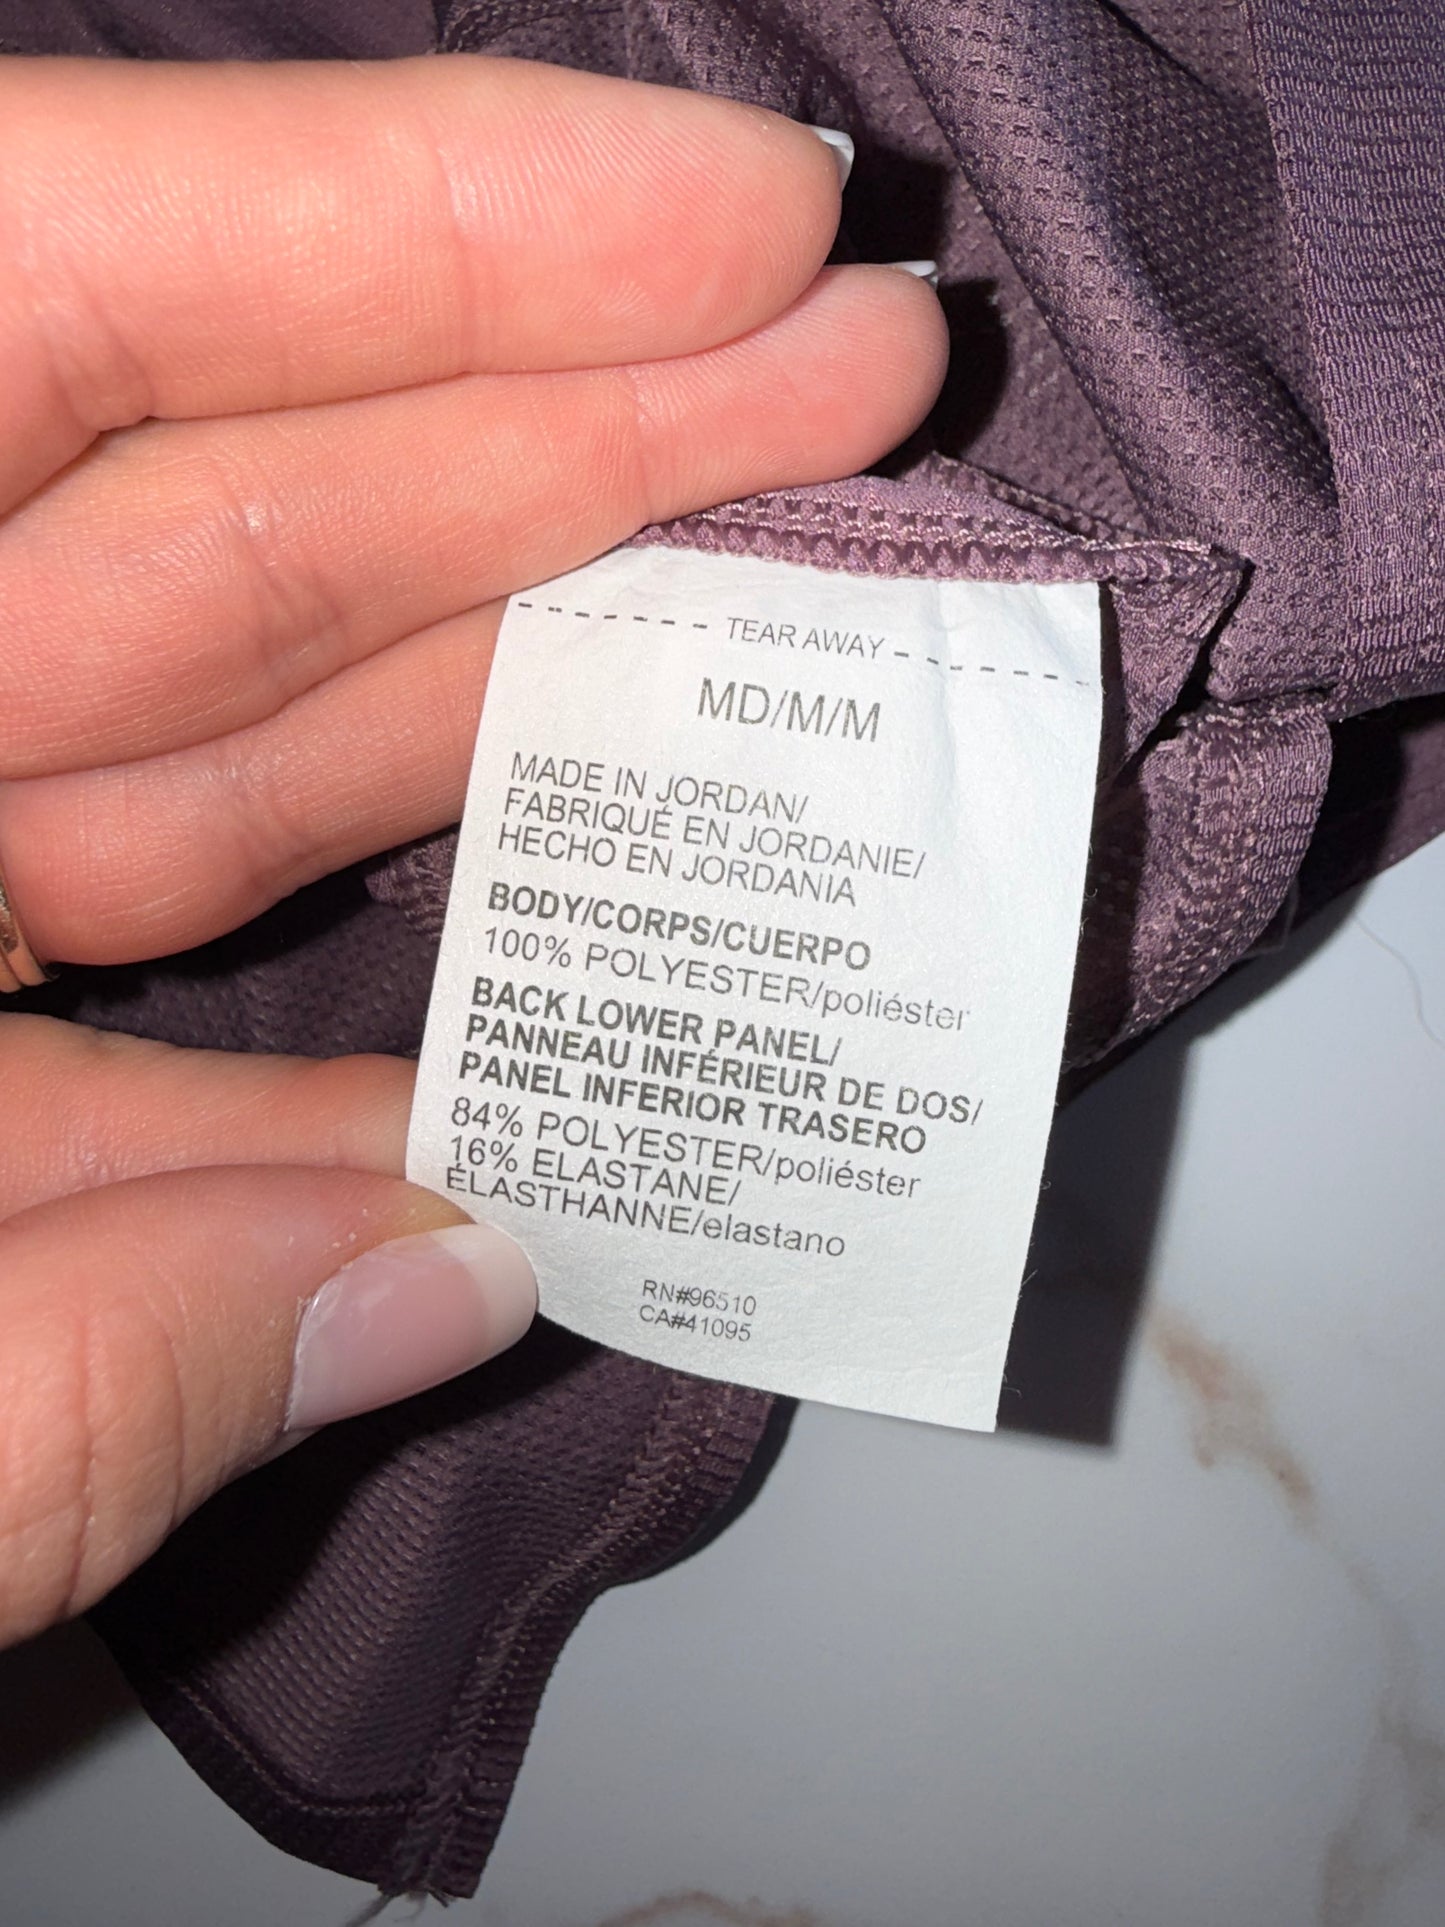 TEAR AWAY
MD/M/M
MADE IN JORDAN/
FABRIQUÉ EN JORDANIE/
HECHO EN JORDANIA
BODY/CORPS/CUERPO
100% POLYESTER/poliéster
BACK LOWER PANEL/
PANNEAU INFÉRIEUR DE DOS/
PANEL INFERIOR TRASERO
84% POLYESTER/poliéster
16% ELASTANE/
ÉLASTHANNE/elastano
RN#96510
CA#41095